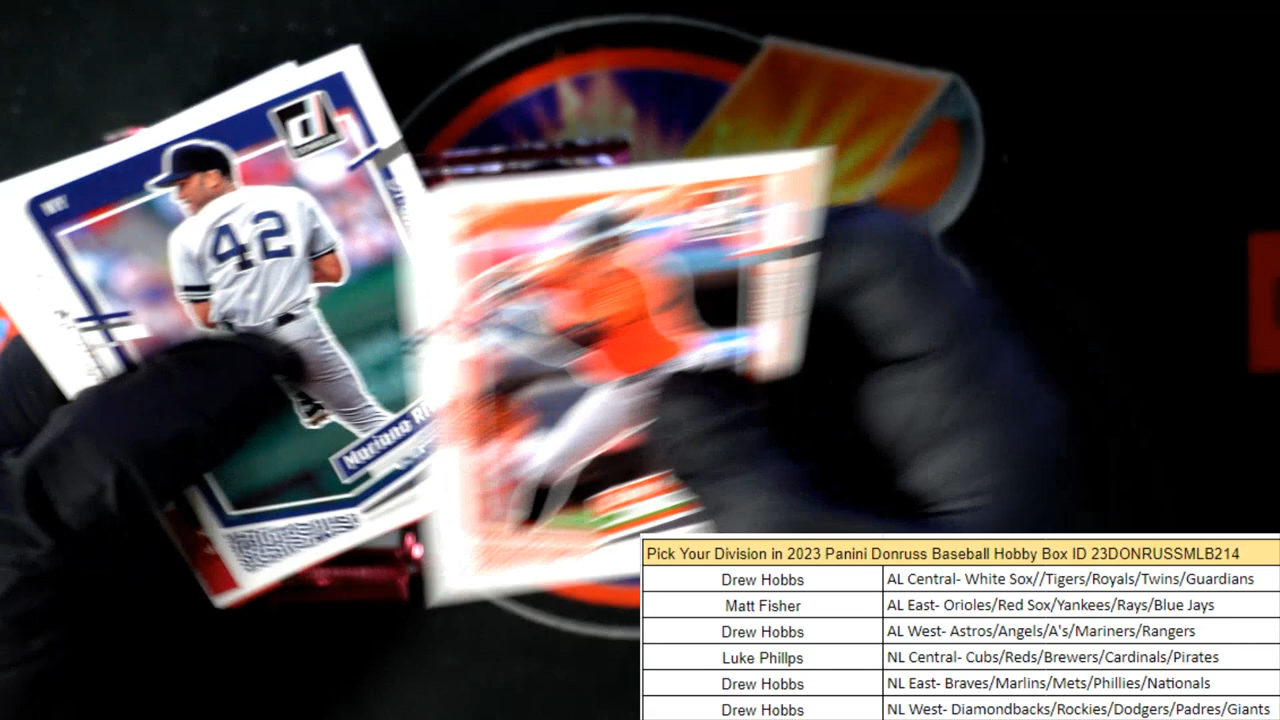 NY
42
Mariano
Pick Your Division in 2023 Panini Donruss Baseball Hobby Box ID 23DONRUSSMLB214
Drew Hobbs AL Central- White Sox//Tigers/Royals/Twins/Guardians
Matt Fisher AL East- Orioles/Red Sox/Yankees/Rays/Blue Jays
Drew Hobbs AL West- Astros/Angels/A's/Mariners/Rangers
Luke Phillps NL Central- Cubs/Reds/Brewers/Cardinals/Pirates
Drew Hobbs NL East- Braves/Marlins/Mets/Phillies/Nationals
Drew Hobbs NL West- Diamondbacks/Rockies/Dodgers/Padres/Giants